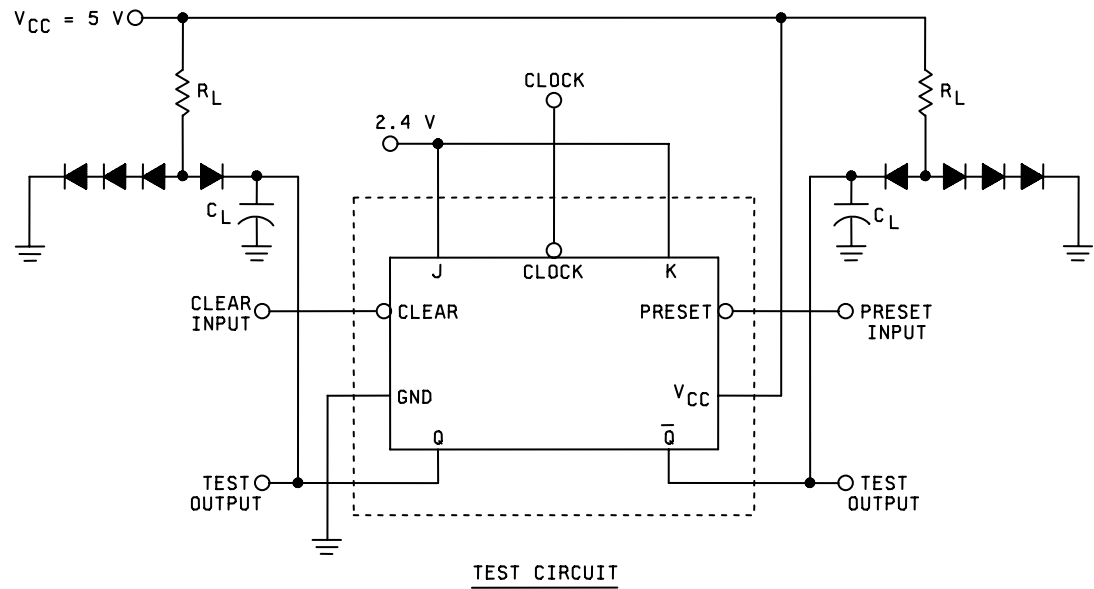 V_CC = 5 V
CLOCK
R_L
R_L
2.4 V
C_L
C_L
J
CLOCK
K
CLEAR
INPUT
CLEAR
PRESET
PRESET
INPUT
GND
V_CC
Q
Q̅
TEST
OUTPUT
TEST
OUTPUT
TEST CIRCUIT